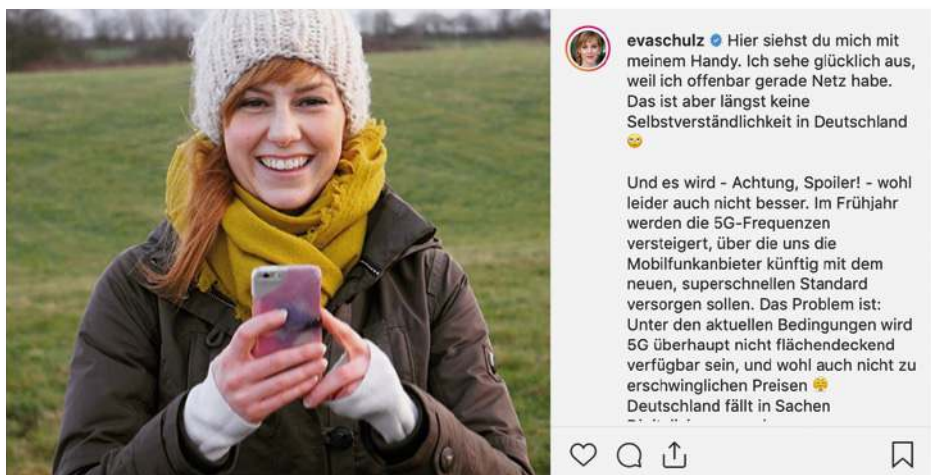 evaschulz Hier siehst du mich mit
meinem Handy. Ich sehe glücklich aus,
weil ich offenbar gerade Netz habe.
Das ist aber längst keine
Selbstverständlichkeit in Deutschland
😅
Und es wird - Achtung, Spoiler! - wohl
leider auch nicht besser. Im Frühjahr
werden die 5G-Frequenzen
versteigert, über die uns die
Mobilfunkanbieter künftig mit dem
neuen, superschnellen Standard
versorgen sollen. Das Problem ist:
Unter den aktuellen Bedingungen wird
5G überhaupt nicht flächendeckend
verfügbar sein, und wohl auch nicht zu
erschwinglichen Preisen 😤
Deutschland fällt in Sachen